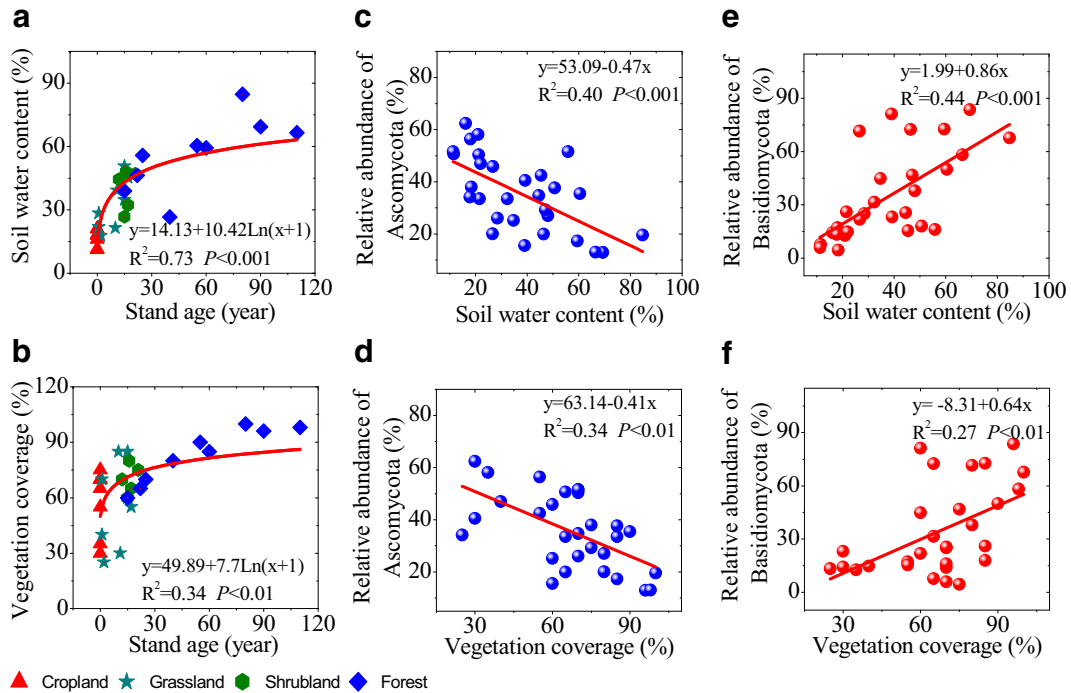 a
Soil water content (%)
90
60
30
0
y=14.13+10.42Ln(x+1)
R²=0.73 P<0.001
0 30 60 90 120
Stand age (year)
b
Vegetation coverage (%)
120
90
60
30
0
y=49.89+7.7Ln(x+1)
R²=0.34 P<0.01
0 30 60 90 120
Stand age (year)
c
Relative abundance of
Ascomycota (%)
80
60
40
20
y=53.09-0.47x
R²=0.40 P<0.001
20 40 60 80 100
Soil water content (%)
d
Relative abundance of
Ascomycota (%)
80
60
40
20
y=63.14-0.41x
R²=0.34 P<0.01
30 60 90
Vegetation coverage (%)
e
Relative abundance of
Basidiomycota (%)
90
60
30
0
y=1.99+0.86x
R²=0.44 P<0.001
20 40 60 80 100
Soil water content (%)
f
Relative abundance of
Basidiomycota (%)
90
60
30
0
y= -8.31+0.64x
R²=0.27 P<0.01
30 60 90
Vegetation coverage (%)
Cropland Grassland Shrubland Forest